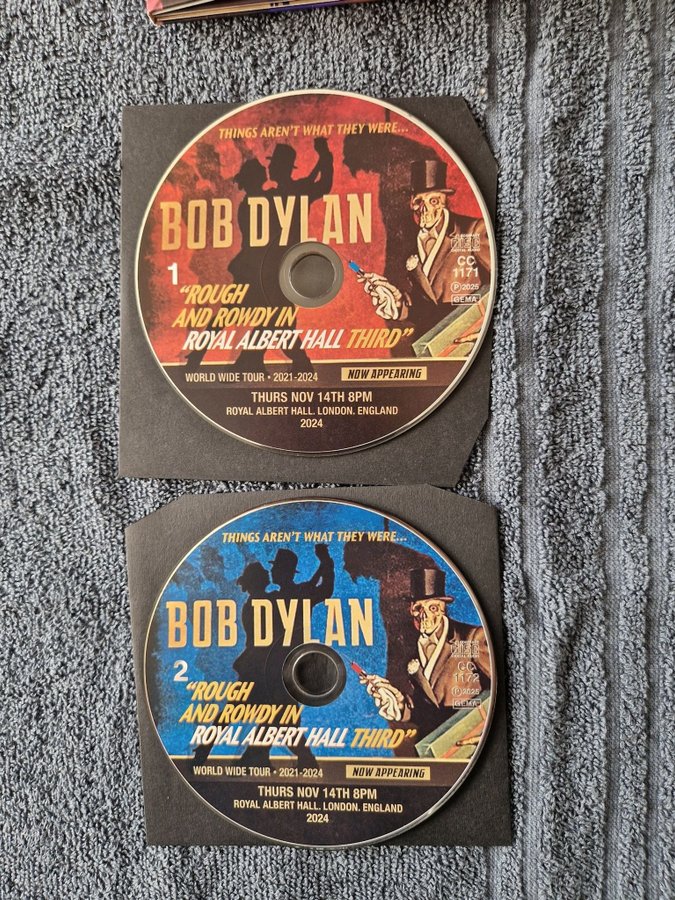 THINGS AREN'T WHAT THEY WERE...
BOB DYLAN
1
"ROUGH
AND ROWDY IN
ROYAL ALBERT HALL THIRD"
CC
1171
Ⓟ2025
GEMA
WORLD WIDE TOUR • 2021-2024
NOW APPEARING
THURS NOV 14TH 8PM
ROYAL ALBERT HALL. LONDON. ENGLAND
2024
THINGS AREN'T WHAT THEY WERE...
BOB DYLAN
2
"ROUGH
AND ROWDY IN
ROYAL ALBERT HALL THIRD"
CC
1172
Ⓟ2025
GEMA
WORLD WIDE TOUR • 2021-2024
NOW APPEARING
THURS NOV 14TH 8PM
ROYAL ALBERT HALL. LONDON. ENGLAND
2024